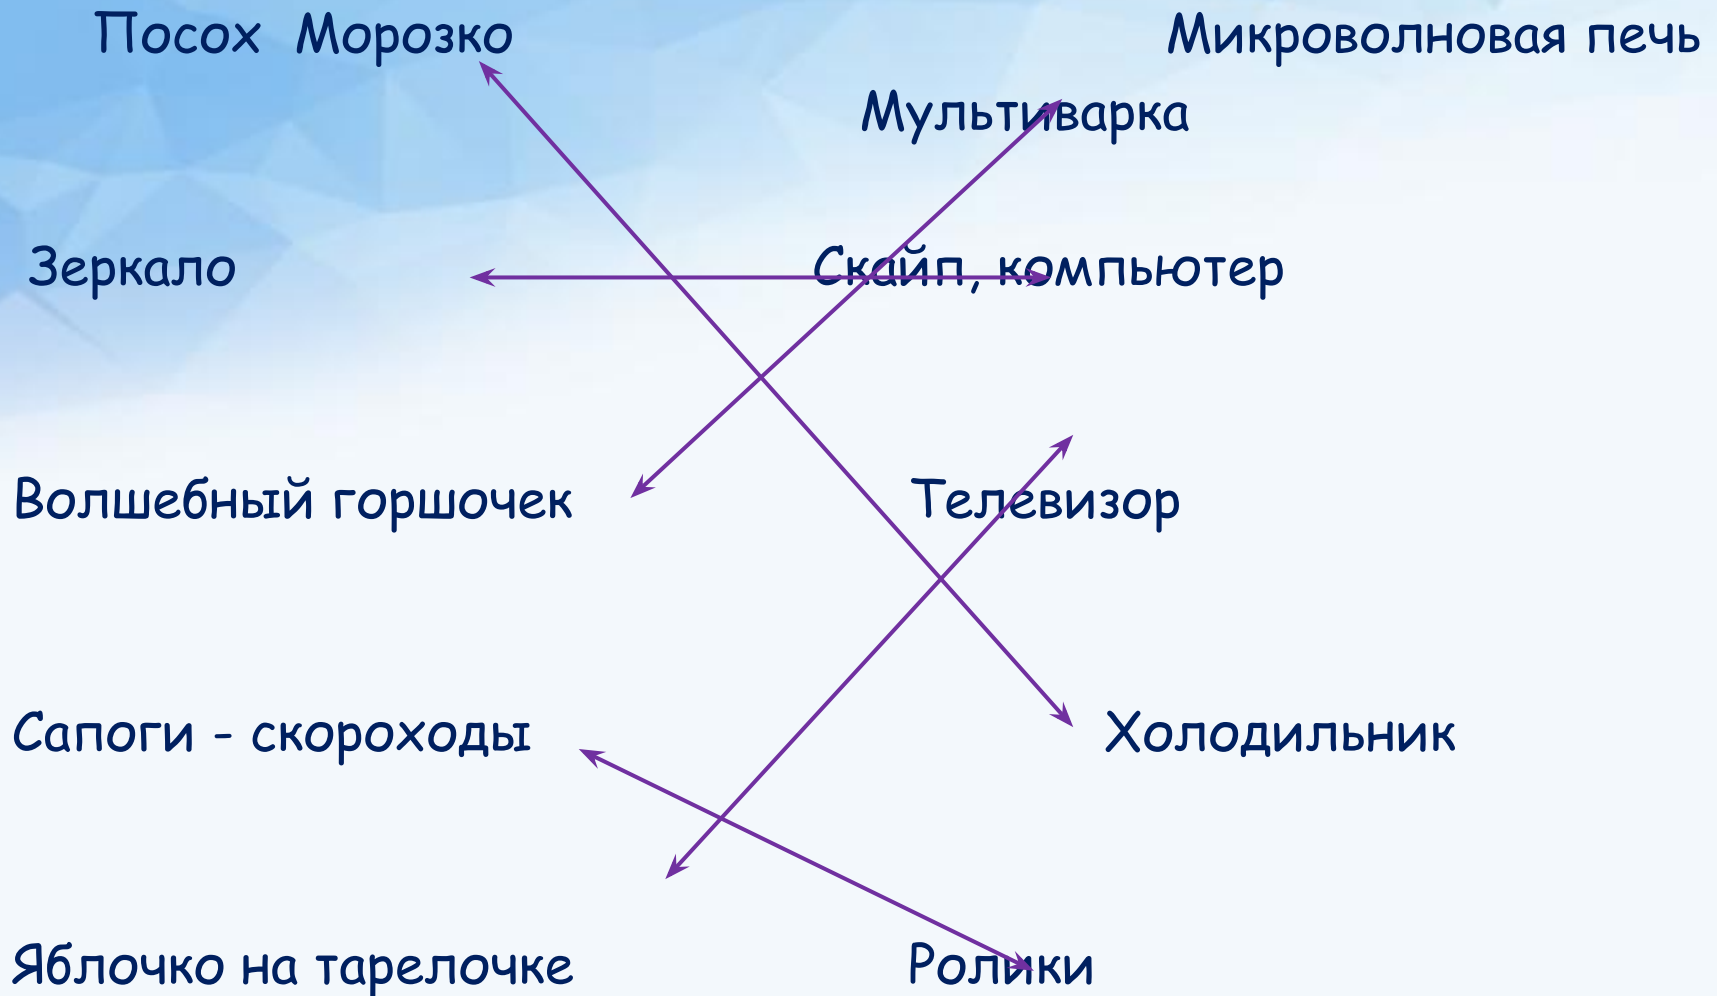 Посох Морозко Микроволновая печь
Мультиварка
Зеркало Скайп, компьютер
Волшебный горшочек Телевизор
Сапоги - скороходы Холодильник
Яблочко на тарелочке Ролики